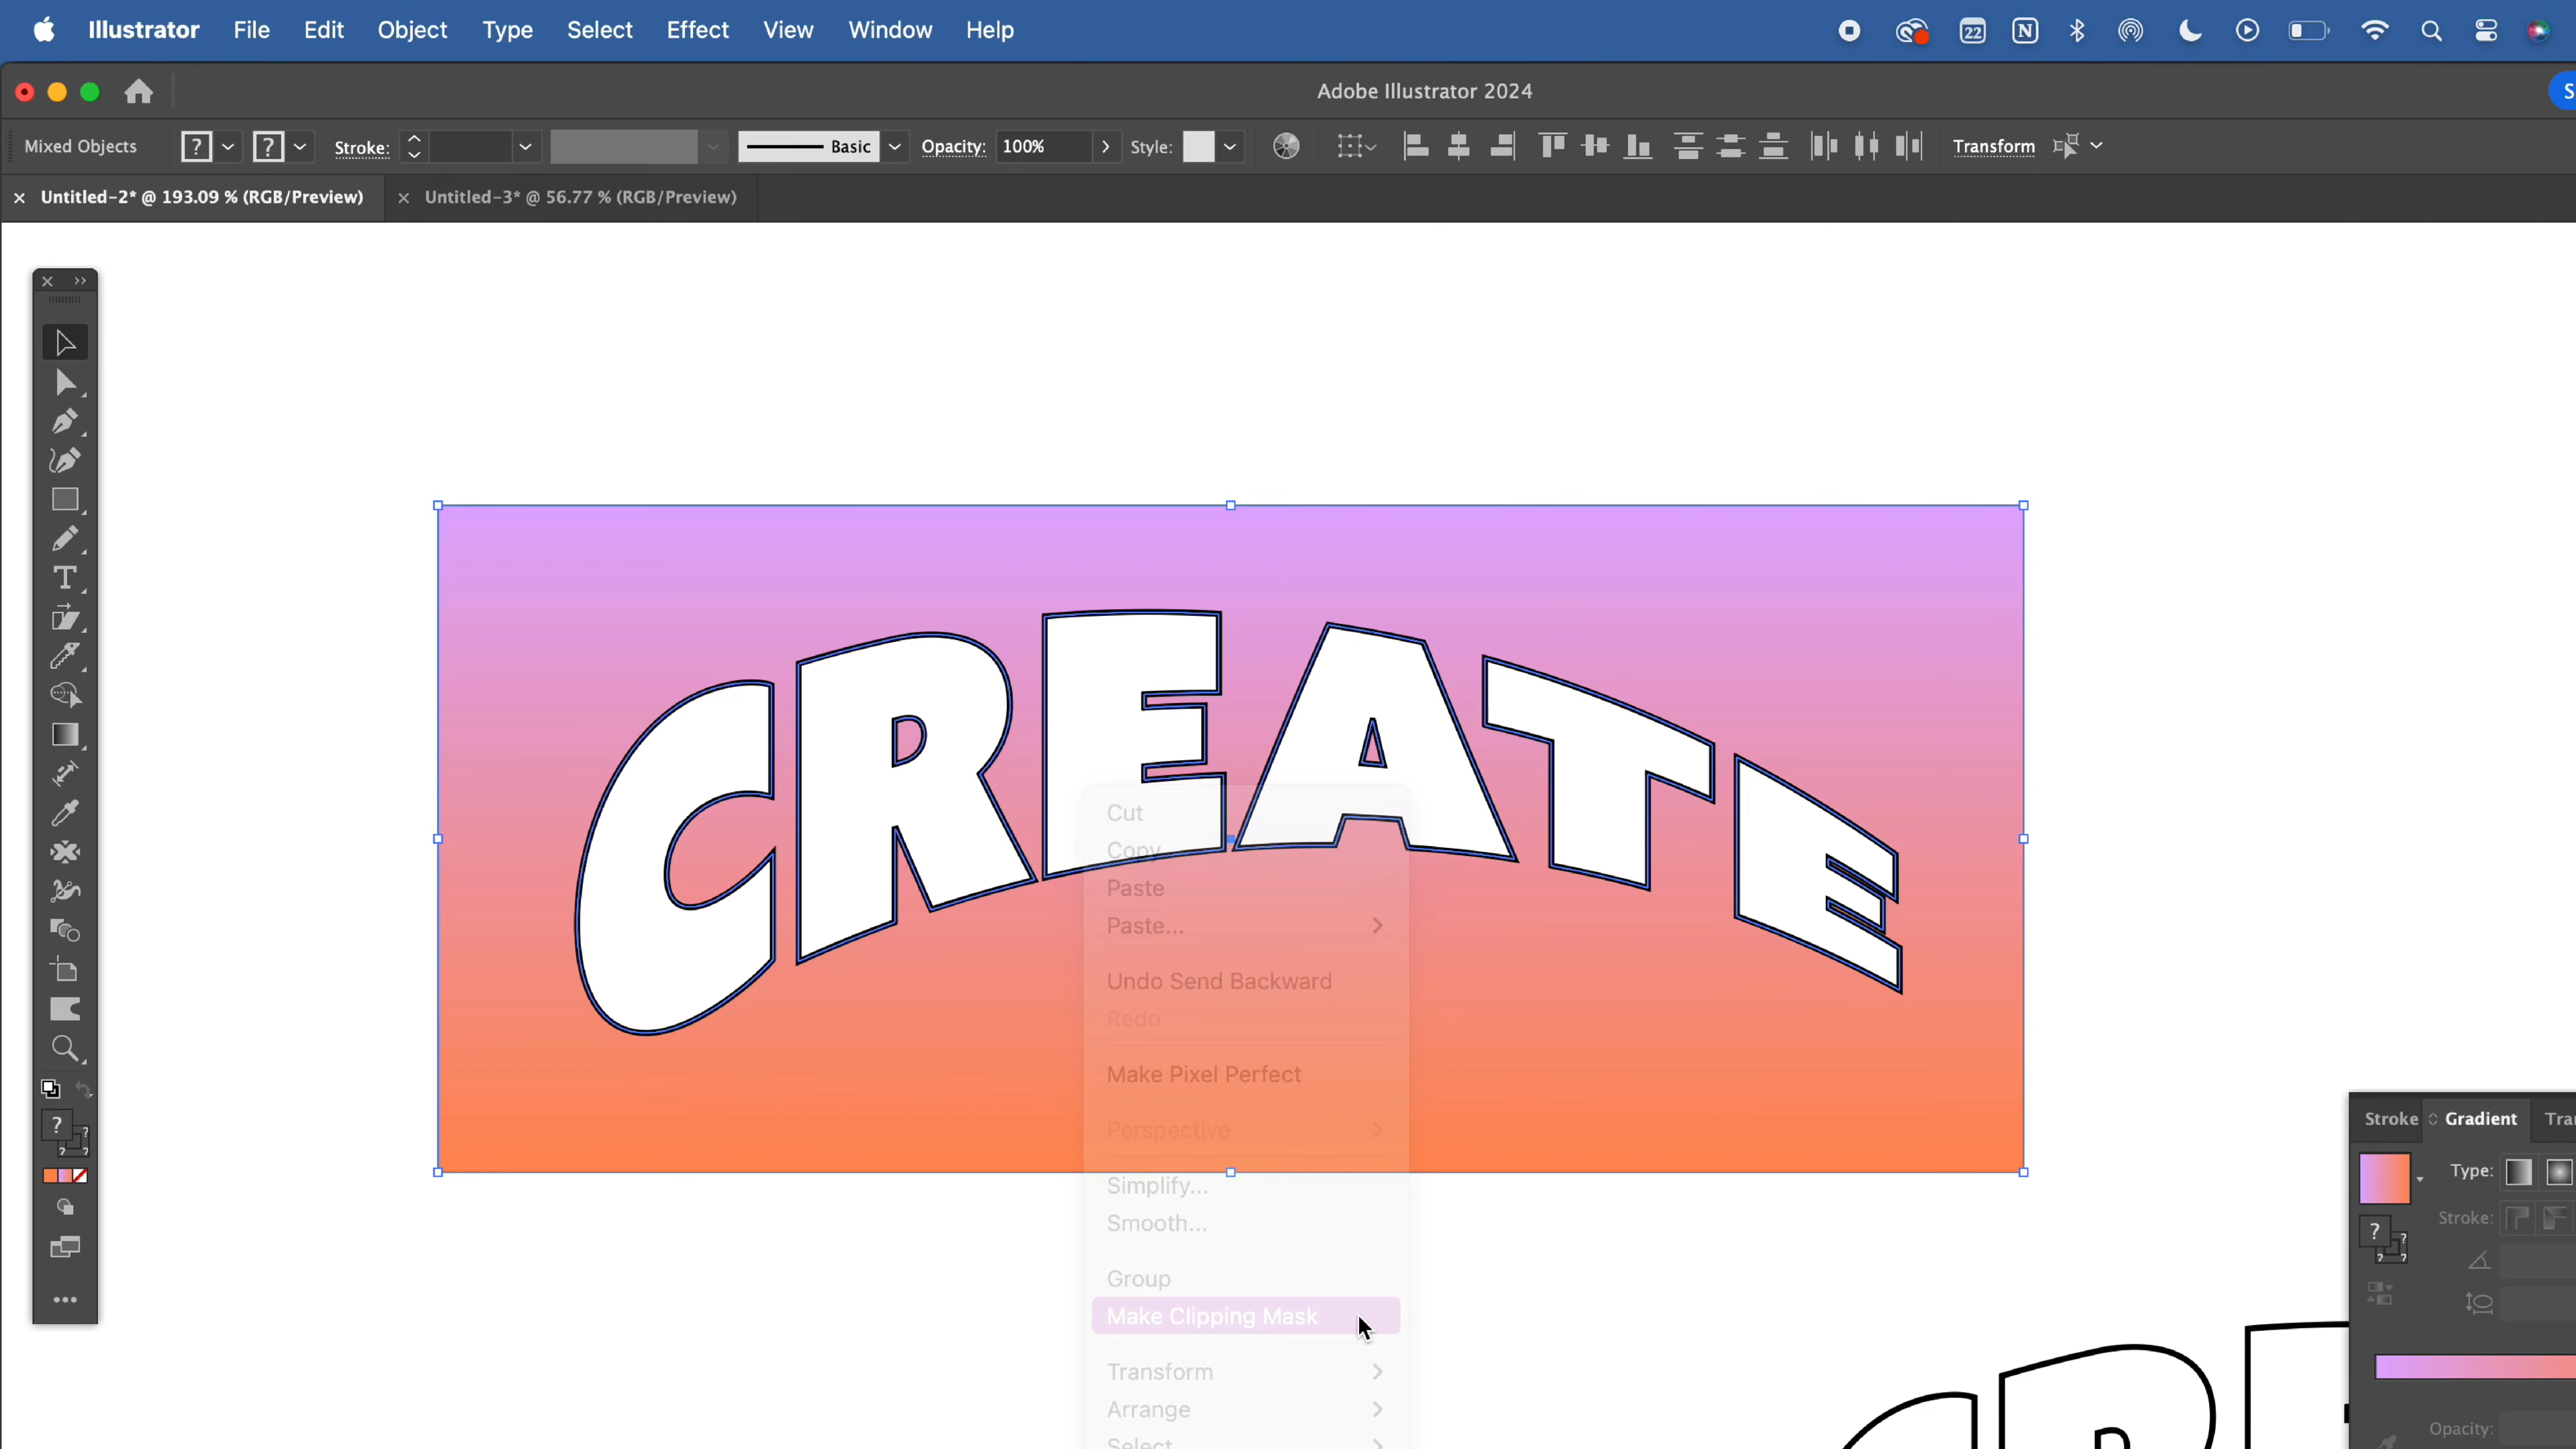 Illustrator File Edit Object Type Select Effect View Window Help
22
N
Adobe Illustrator 2024
S
Mixed Objects ? ? Stroke: Basic Opacity: 100% Style: Transform
Untitled-2* @ 193.09 % (RGB/Preview) Untitled-3* @ 56.77 % (RGB/Preview)
CREATE
Cut
Copy
Paste
Paste...
Undo Send Backward
Redo
Make Pixel Perfect
Perspective
Simplify...
Smooth...
Group
Make Clipping Mask
Transform
Arrange
Select
Stroke Gradient Tra
Type:
Stroke:
?
? ?
Opacity:
?
? ?
CRE